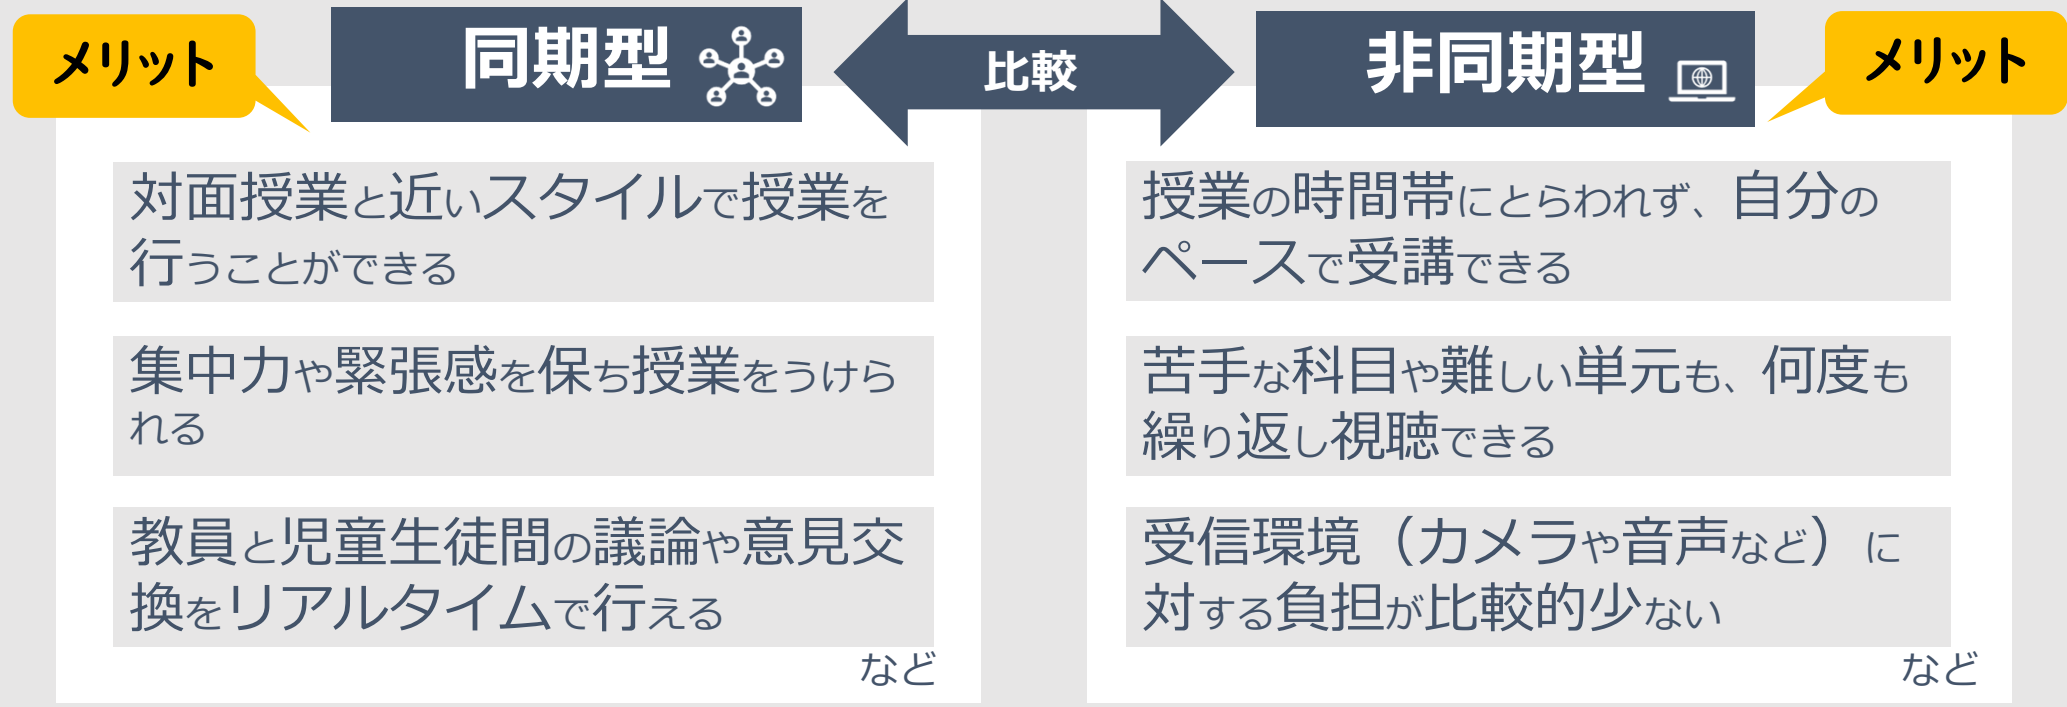 メリット
同期型
比較
非同期型
メリット
対面授業と近いスタイルで授業を
行うことができる
集中力や緊張感を保ち授業をうけら
れる
教員と児童生徒間の議論や意見交
換をリアルタイムで行える
など
授業の時間帯にとらわれず、自分の
ペースで受講できる
苦手な科目や難しい単元も、何度も
繰り返し視聴できる
受信環境（カメラや音声など）に
対する負担が比較的少ない
など